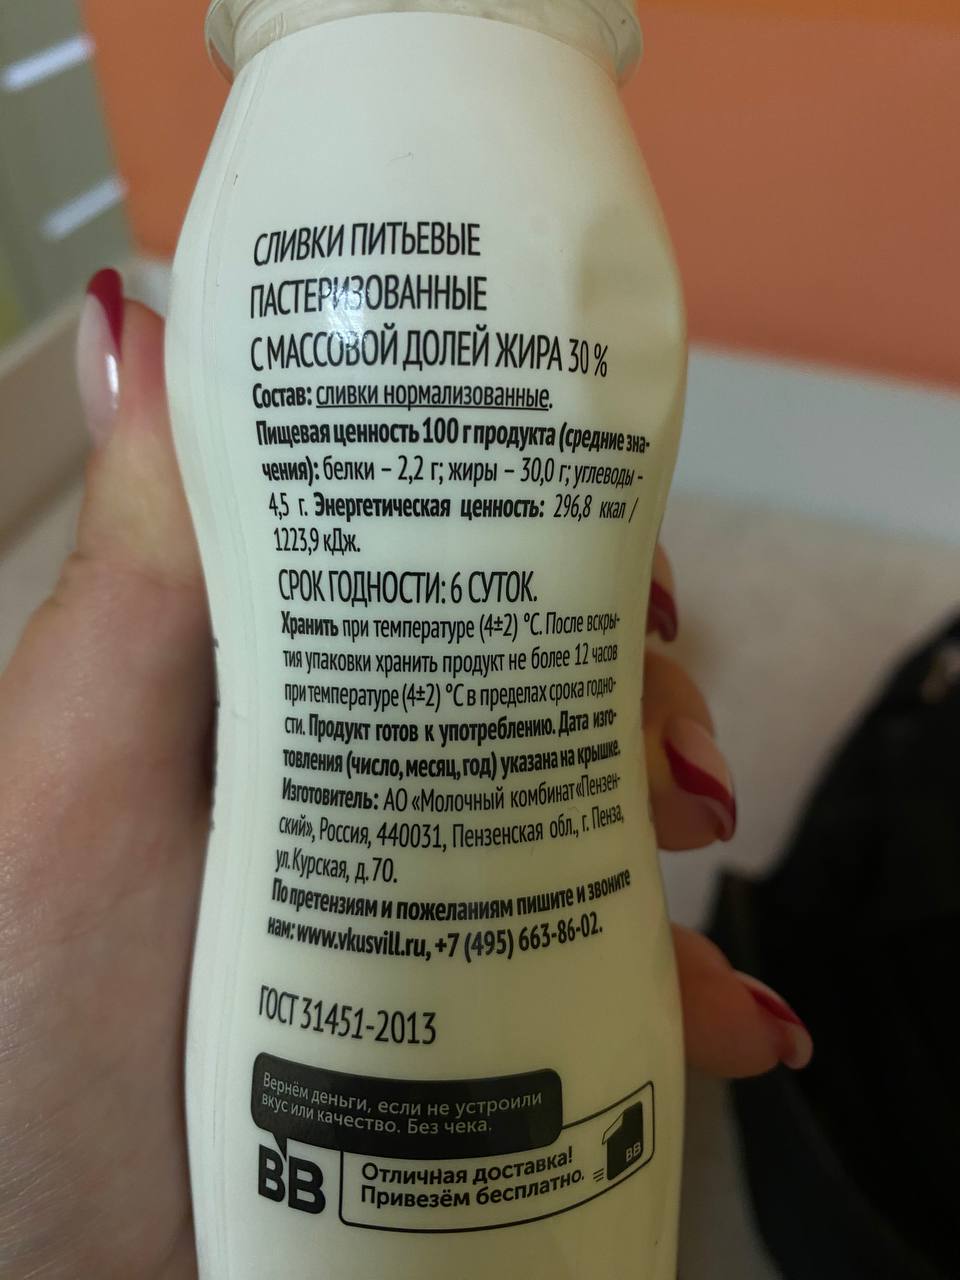 СЛИВКИ ПИТЬЕВЫЕ
ПАСТЕРИЗОВАННЫЕ
С МАССОВОЙ ДОЛЕЙ ЖИРА 30 %
Состав: сливки нормализованные.
Пищевая ценность 100 г продукта (средние зна-
чения): белки – 2,2 г; жиры – 30,0 г; углеводы –
4,5 г. Энергетическая ценность: 296,8 ккал /
1223,9 кДж.
СРОК ГОДНОСТИ: 6 СУТОК.
Хранить при температуре (4±2) °С. После вскры-
тия упаковки хранить продукт не более 12 часов
при температуре (4±2) °С в пределах срока годно-
сти. Продукт готов к употреблению. Дата изго-
товления (число, месяц, год) указана на крышке.
Изготовитель: АО «Молочный комбинат «Пензен-
ский», Россия, 440031, Пензенская обл., г. Пенза,
ул. Курская, д. 70.
По претензиям и пожеланиям пишите и звоните
нам: www.vkusvill.ru, +7 (495) 663-86-02.
ГОСТ 31451-2013
Вернём деньги, если не устроили
вкус или качество. Без чека.
ВВ
Отличная доставка!
Привезём бесплатно.
ВВ